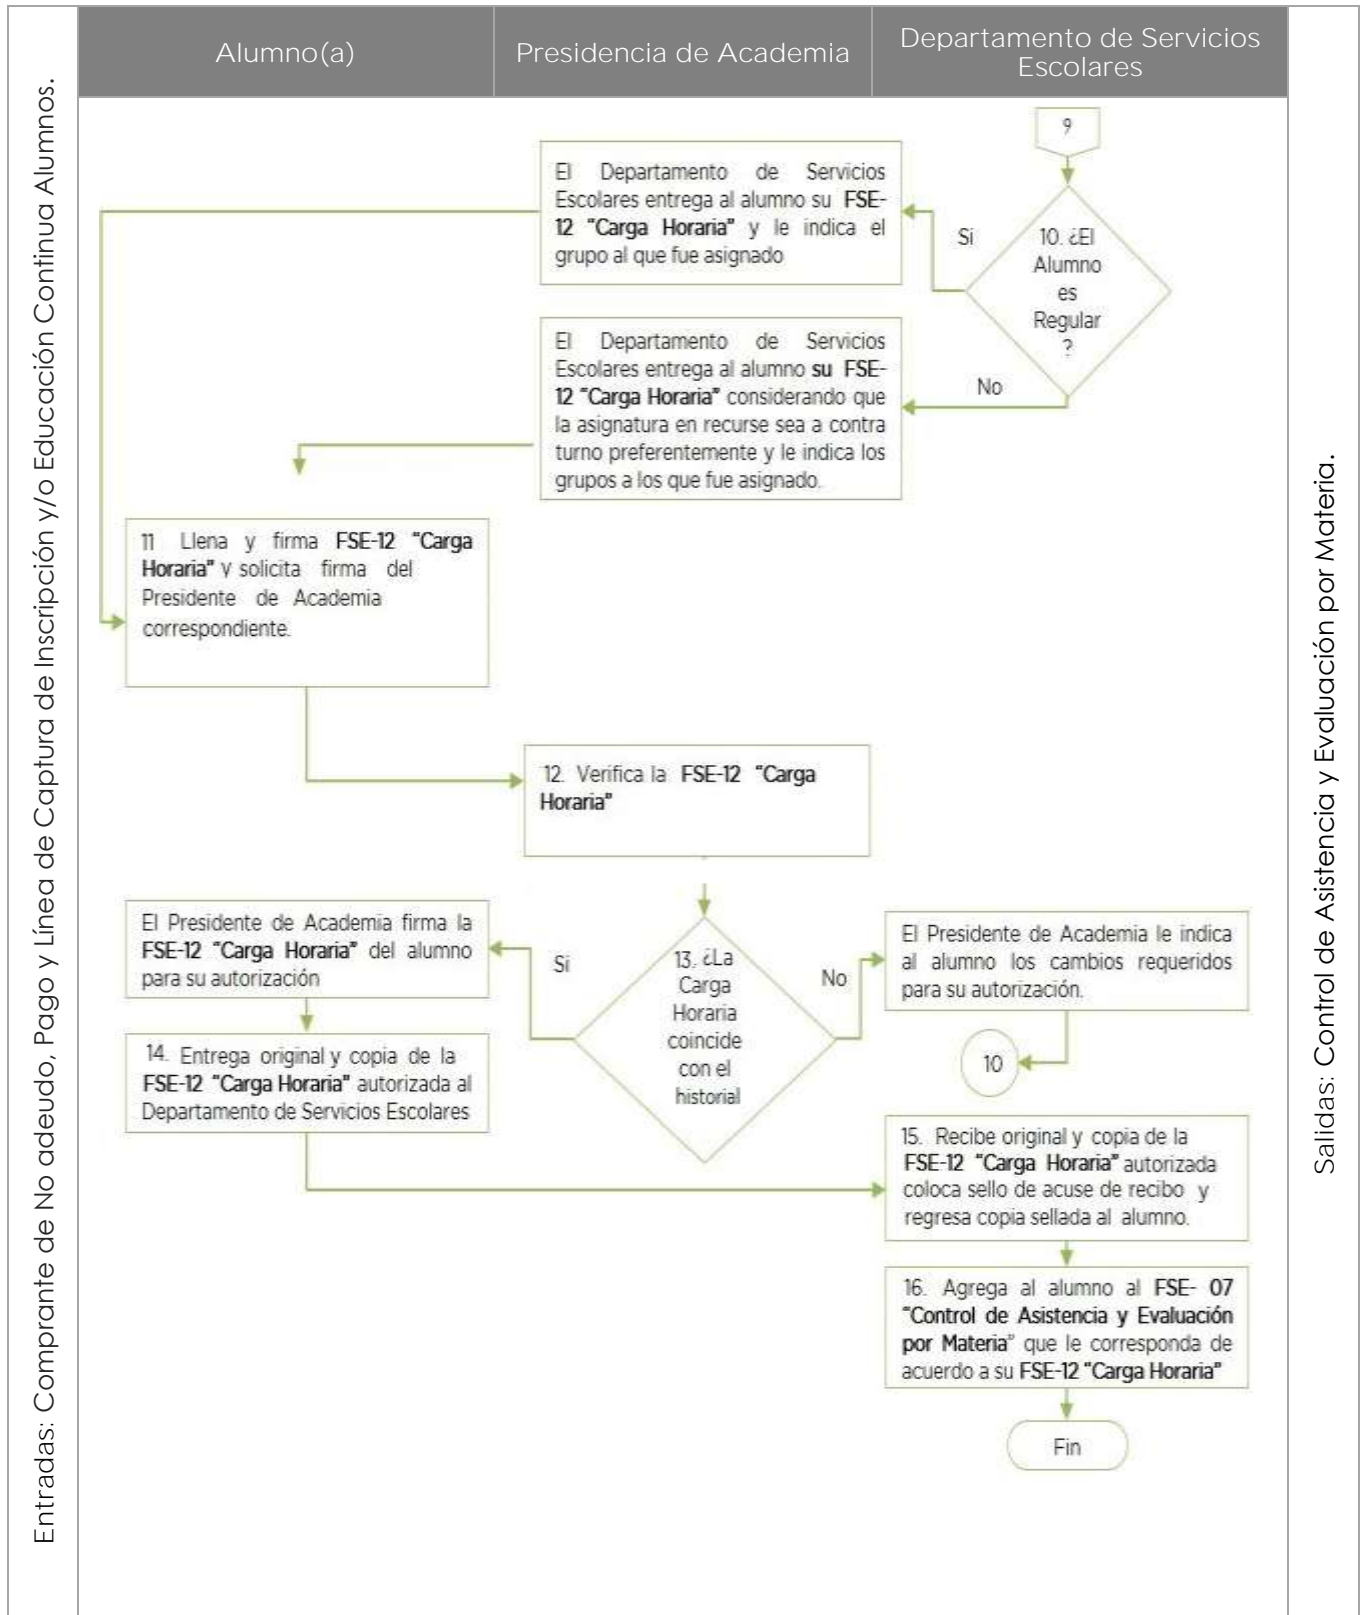 Entradas: Comprante de No adeudo, Pago y Línea de Captura de Inscripción y/o Educación Continua Alumnos.
Alumno(a)
Presidencia de Academia
Departamento de Servicios
Escolares
9
10. ¿El
Alumno
es
Regular
?
Si
No
El Departamento de Servicios
Escolares entrega al alumno su FSE-
12 "Carga Horaria" y le indica el
grupo al que fue asignado
El Departamento de Servicios
Escolares entrega al alumno su FSE-
12 "Carga Horaria" considerando que
la asignatura en recurse sea a contra
turno preferentemente y le indica los
grupos a los que fue asignado.
11 Llena y firma FSE-12 "Carga
Horaria" y solicita firma del
Presidente de Academia
correspondiente.
12. Verifica la FSE-12 "Carga
Horaria"
13. ¿La
Carga
Horaria
coincide
con el
historial
Si
No
El Presidente de Academia firma la
FSE-12 "Carga Horaria" del alumno
para su autorización
El Presidente de Academia le indica
al alumno los cambios requeridos
para su autorización.
10
14. Entrega original y copia de la
FSE-12 "Carga Horaria" autorizada al
Departamento de Servicios Escolares
15. Recibe original y copia de la
FSE-12 "Carga Horaria" autorizada
coloca sello de acuse de recibo y
regresa copia sellada al alumno.
16. Agrega al alumno al FSE- 07
"Control de Asistencia y Evaluación
por Materia" que le corresponda de
acuerdo a su FSE-12 "Carga Horaria"
Fin
Salidas: Control de Asistencia y Evaluación por Materia.